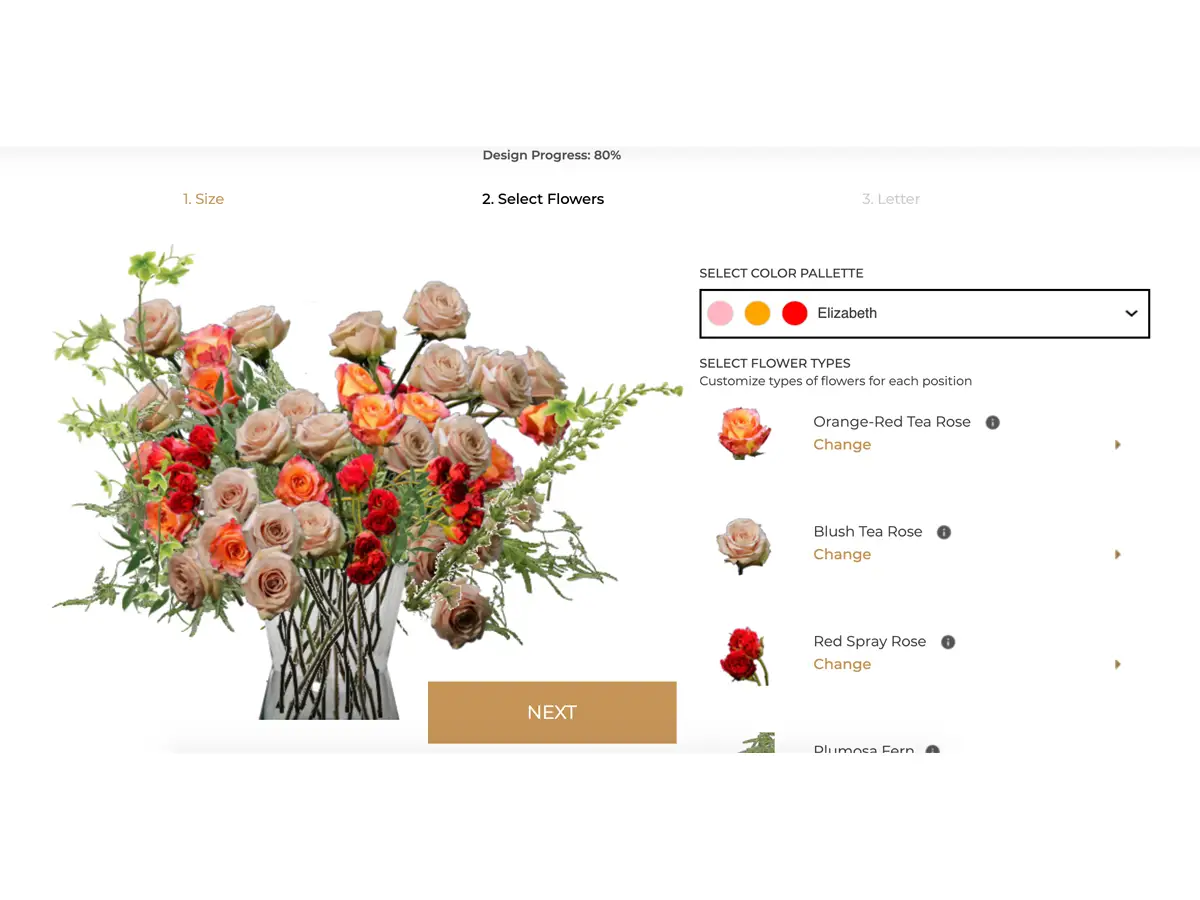 Design Progress: 80%
1. Size
2. Select Flowers
3. Letter
SELECT COLOR PALLETTE
Elizabeth
SELECT FLOWER TYPES
Customize types of flowers for each position
Orange-Red Tea Rose
Change
Blush Tea Rose
Change
Red Spray Rose
Change
Plumosa Fern
NEXT